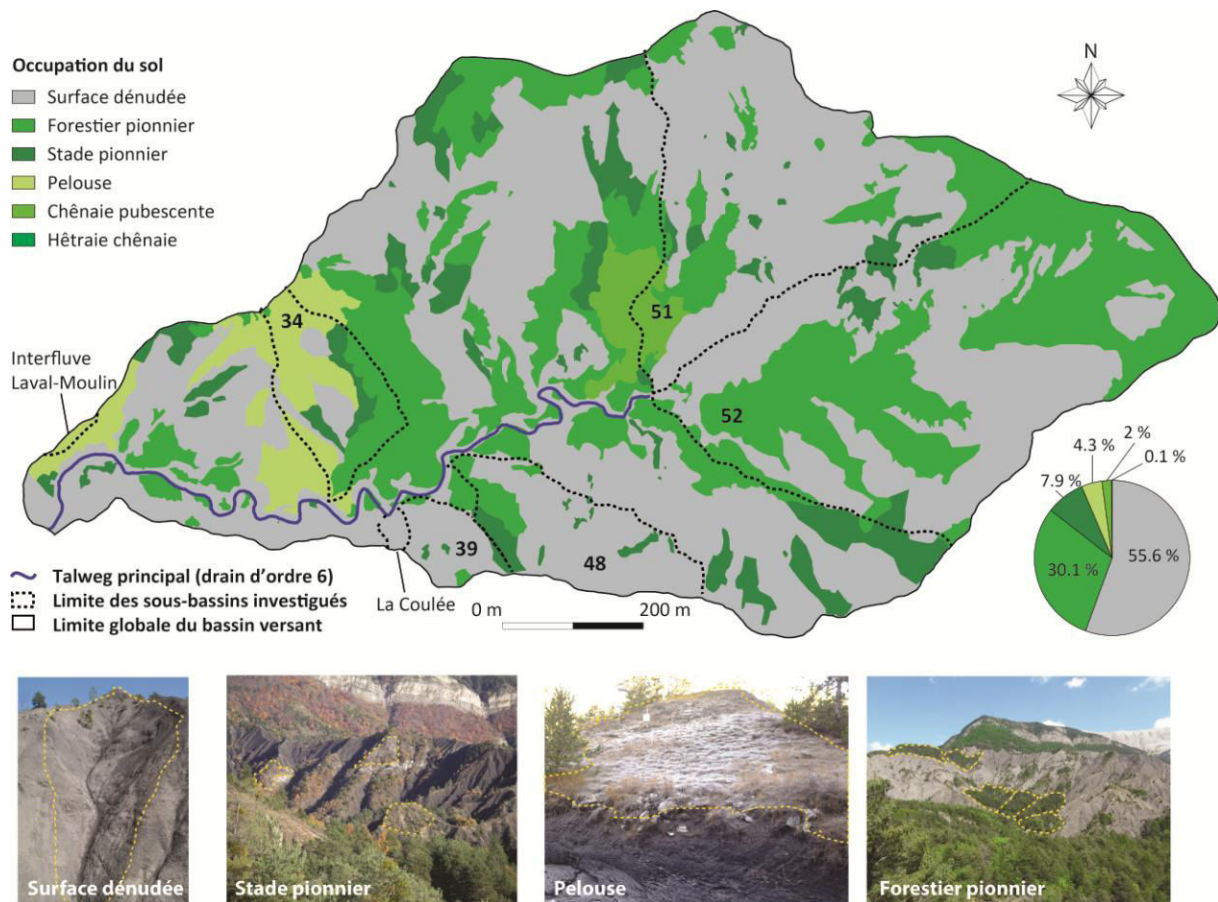 Occupation du sol
Surface dénudée
Forestier pionnier
Stade pionnier
Pelouse
Chênaie pubescente
Hêtraie chênaie
N
34
51
Interfluve
Laval-Moulin
52
39
48
La Coulée
0 m
200 m
Talweg principal (drain d'ordre 6)
Limite des sous-bassins investigués
Limite globale du bassin versant
4.3 %
2 %
0.1 %
7.9 %
30.1 %
55.6 %
Surface dénudée
Stade pionnier
Pelouse
Forestier pionnier